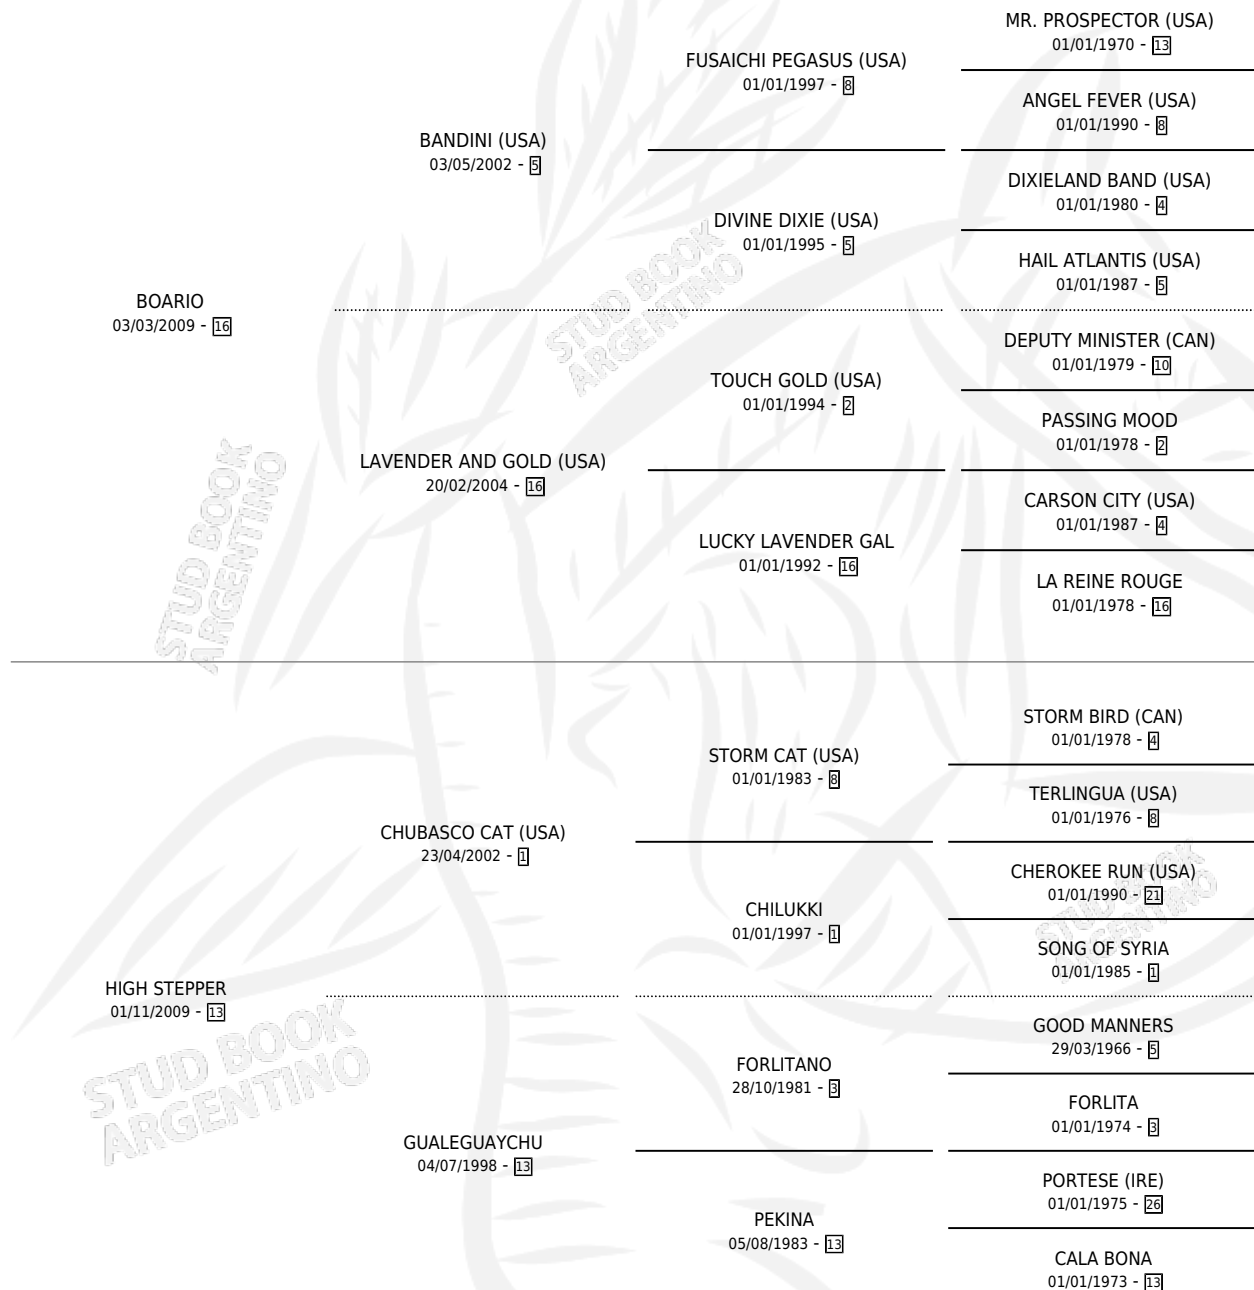 MR. PROSPECTOR (USA)
01/01/1970 - 13
FUSAICHI PEGASUS (USA)
01/01/1997 - 8
ANGEL FEVER (USA)
01/01/1990 - 8
BANDINI (USA)
03/05/2002 - 5
DIXIELAND BAND (USA)
01/01/1980 - 4
DIVINE DIXIE (USA)
01/01/1995 - 5
HAIL ATLANTIS (USA)
01/01/1987 - 5
STUD BOOK
ARGENTINO
BOARIO
03/03/2009 - 16
DEPUTY MINISTER (CAN)
01/01/1979 - 10
TOUCH GOLD (USA)
01/01/1994 - 2
PASSING MOOD
01/01/1978 - 2
LAVENDER AND GOLD (USA)
20/02/2004 - 16
CARSON CITY (USA)
01/01/1987 - 4
LUCKY LAVENDER GAL
01/01/1992 - 16
LA REINE ROUGE
01/01/1978 - 16
STUD BOOK
ARGENTINO
STORM BIRD (CAN)
01/01/1978 - 4
STORM CAT (USA)
01/01/1983 - 8
TERLINGUA (USA)
01/01/1976 - 8
CHUBASCO CAT (USA)
23/04/2002 - 1
CHEROKEE RUN (USA)
01/01/1990 - 21
CHILUKKI
01/01/1997 - 1
SONG OF SYRIA
01/01/1985 - 1
STUD BOOK
ARGENTINO
HIGH STEPPER
01/11/2009 - 13
GOOD MANNERS
29/03/1966 - 5
FORLITANO
28/10/1981 - 3
FORLITA
01/01/1974 - 3
STUD BOOK
ARGENTINO
GUALEGUAYCHU
04/07/1998 - 13
PORTESE (IRE)
01/01/1975 - 26
PEKINA
05/08/1983 - 13
CALA BONA
01/01/1973 - 13